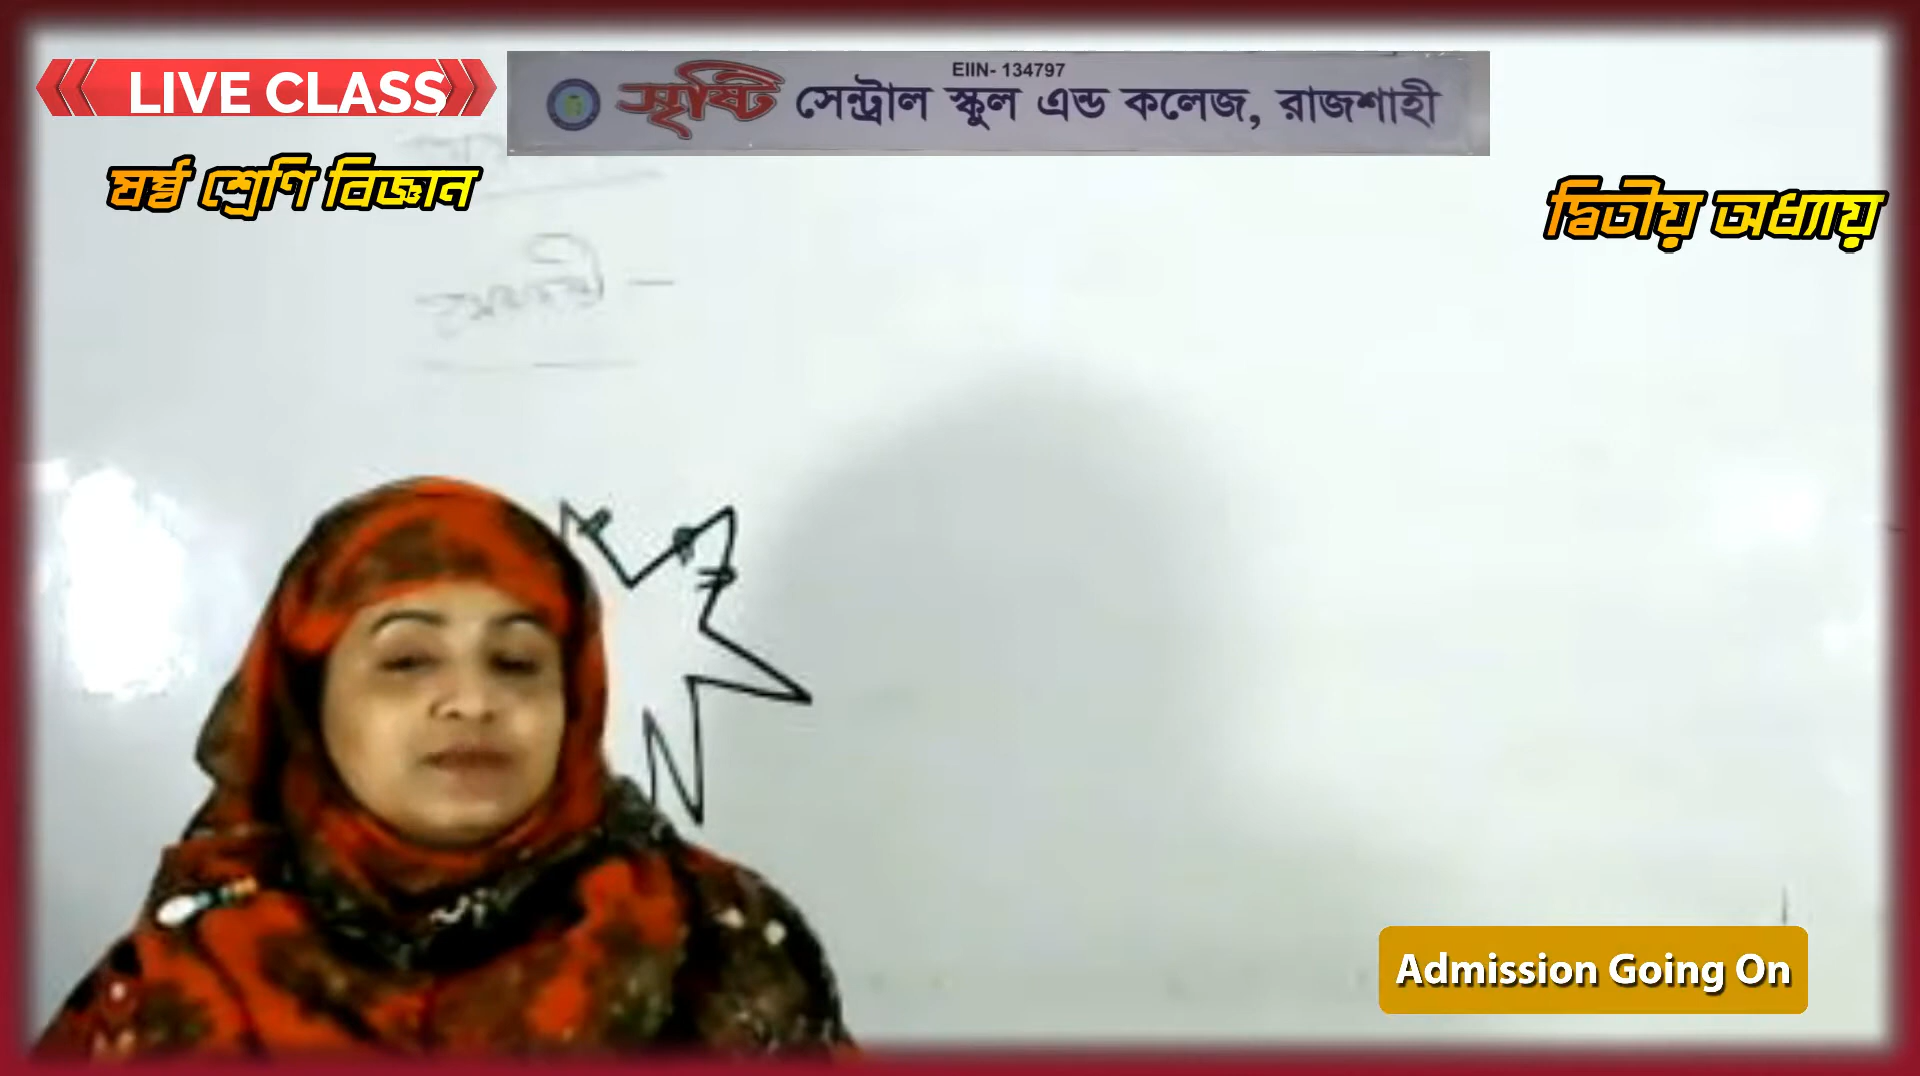 LIVE CLASS
EIIN- 134797
সৃষ্টি সেন্ট্রাল স্কুল এন্ড কলেজ, রাজশাহী
ষষ্ঠ শ্রেণি বিজ্ঞান
দ্বিতীয় অধ্যায়
Admission Going On